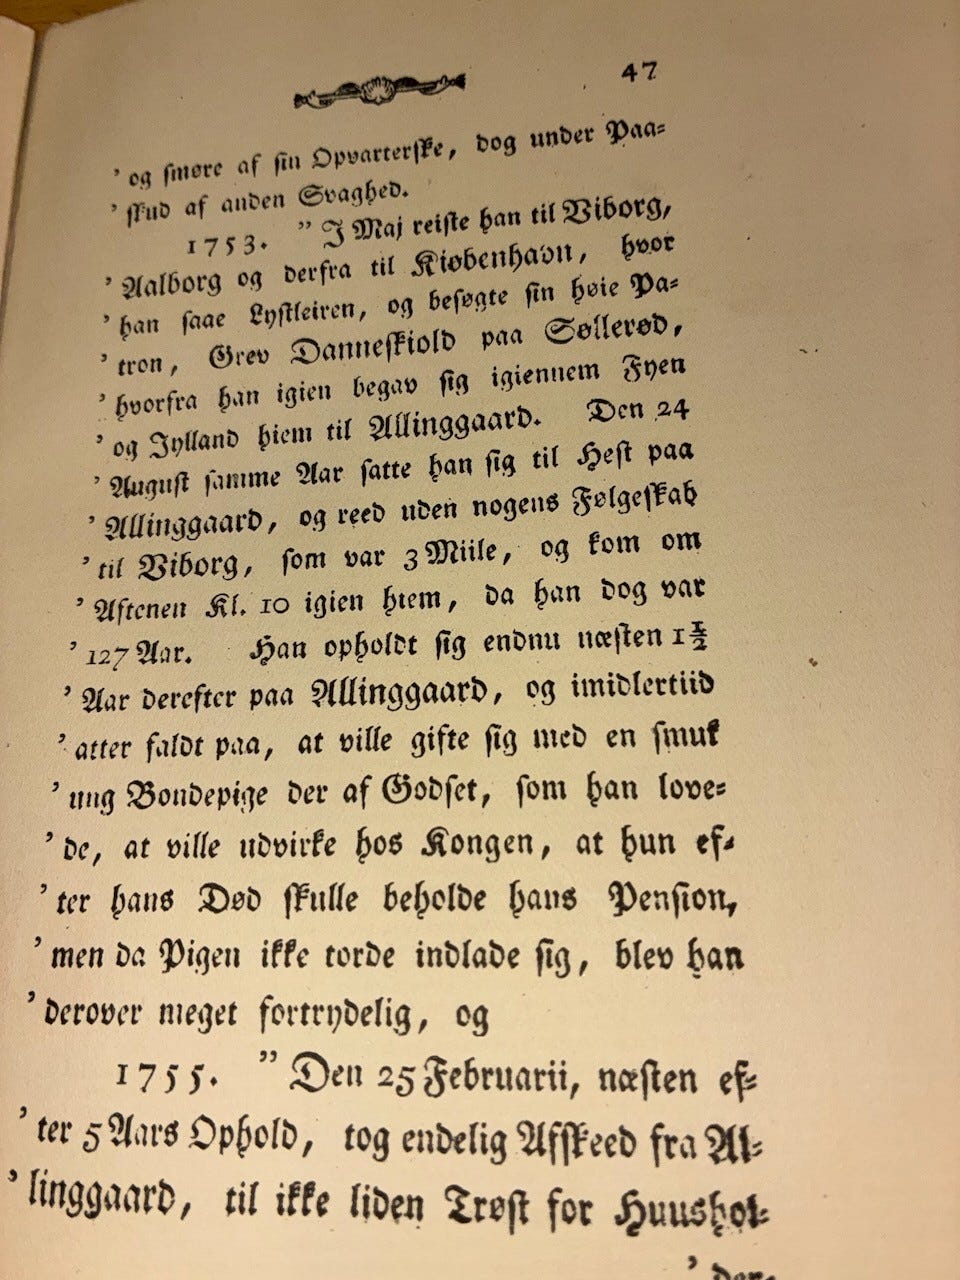 47
’ og smøre af sin Opvarterske, dog under Paa=
’ skud af anden Svaghed.
1753. ” I Maj reiste han til Viborg,
’ Aalborg og derfra til Kiøbenhavn, hvor
’ han saae Lystleiren, og besøgte sin høie Pa=
’ tron, Grev Danneskiold paa Søllerød,
’ hvorfra han igien begav sig igiennem Fyen
’ og Jylland hiem til Allinggaard. Den 24
’ August samme Aar satte han sig til Hest paa
’ Allinggaard, og reed uden nogens Følgeskab
’ til Viborg, som var 3 Miile, og kom om
’ Aftenen Kl. 10 igien hiem, da han dog var
’ 127 Aar. Han opholdt sig endnu næsten 1½
’ Aar derefter paa Allinggaard, og imidlertiid
’ atter faldt paa, at ville gifte sig med en smuk
’ ung Bondepige der af Godset, som han love=
’ de, at ville udvirke hos Kongen, at hun ef=
’ ter hans Død skulle beholde hans Pension,
’ men da Pigen ikke torde indlade sig, blev han
’ derover meget fortrydelig, og
1755. ” Den 25 Februarii, næsten ef=
’ ter 5 Aars Ophold, tog endelig Afskeed fra Al=
’ linggaard, til ikke liden Trøst for Huushol=